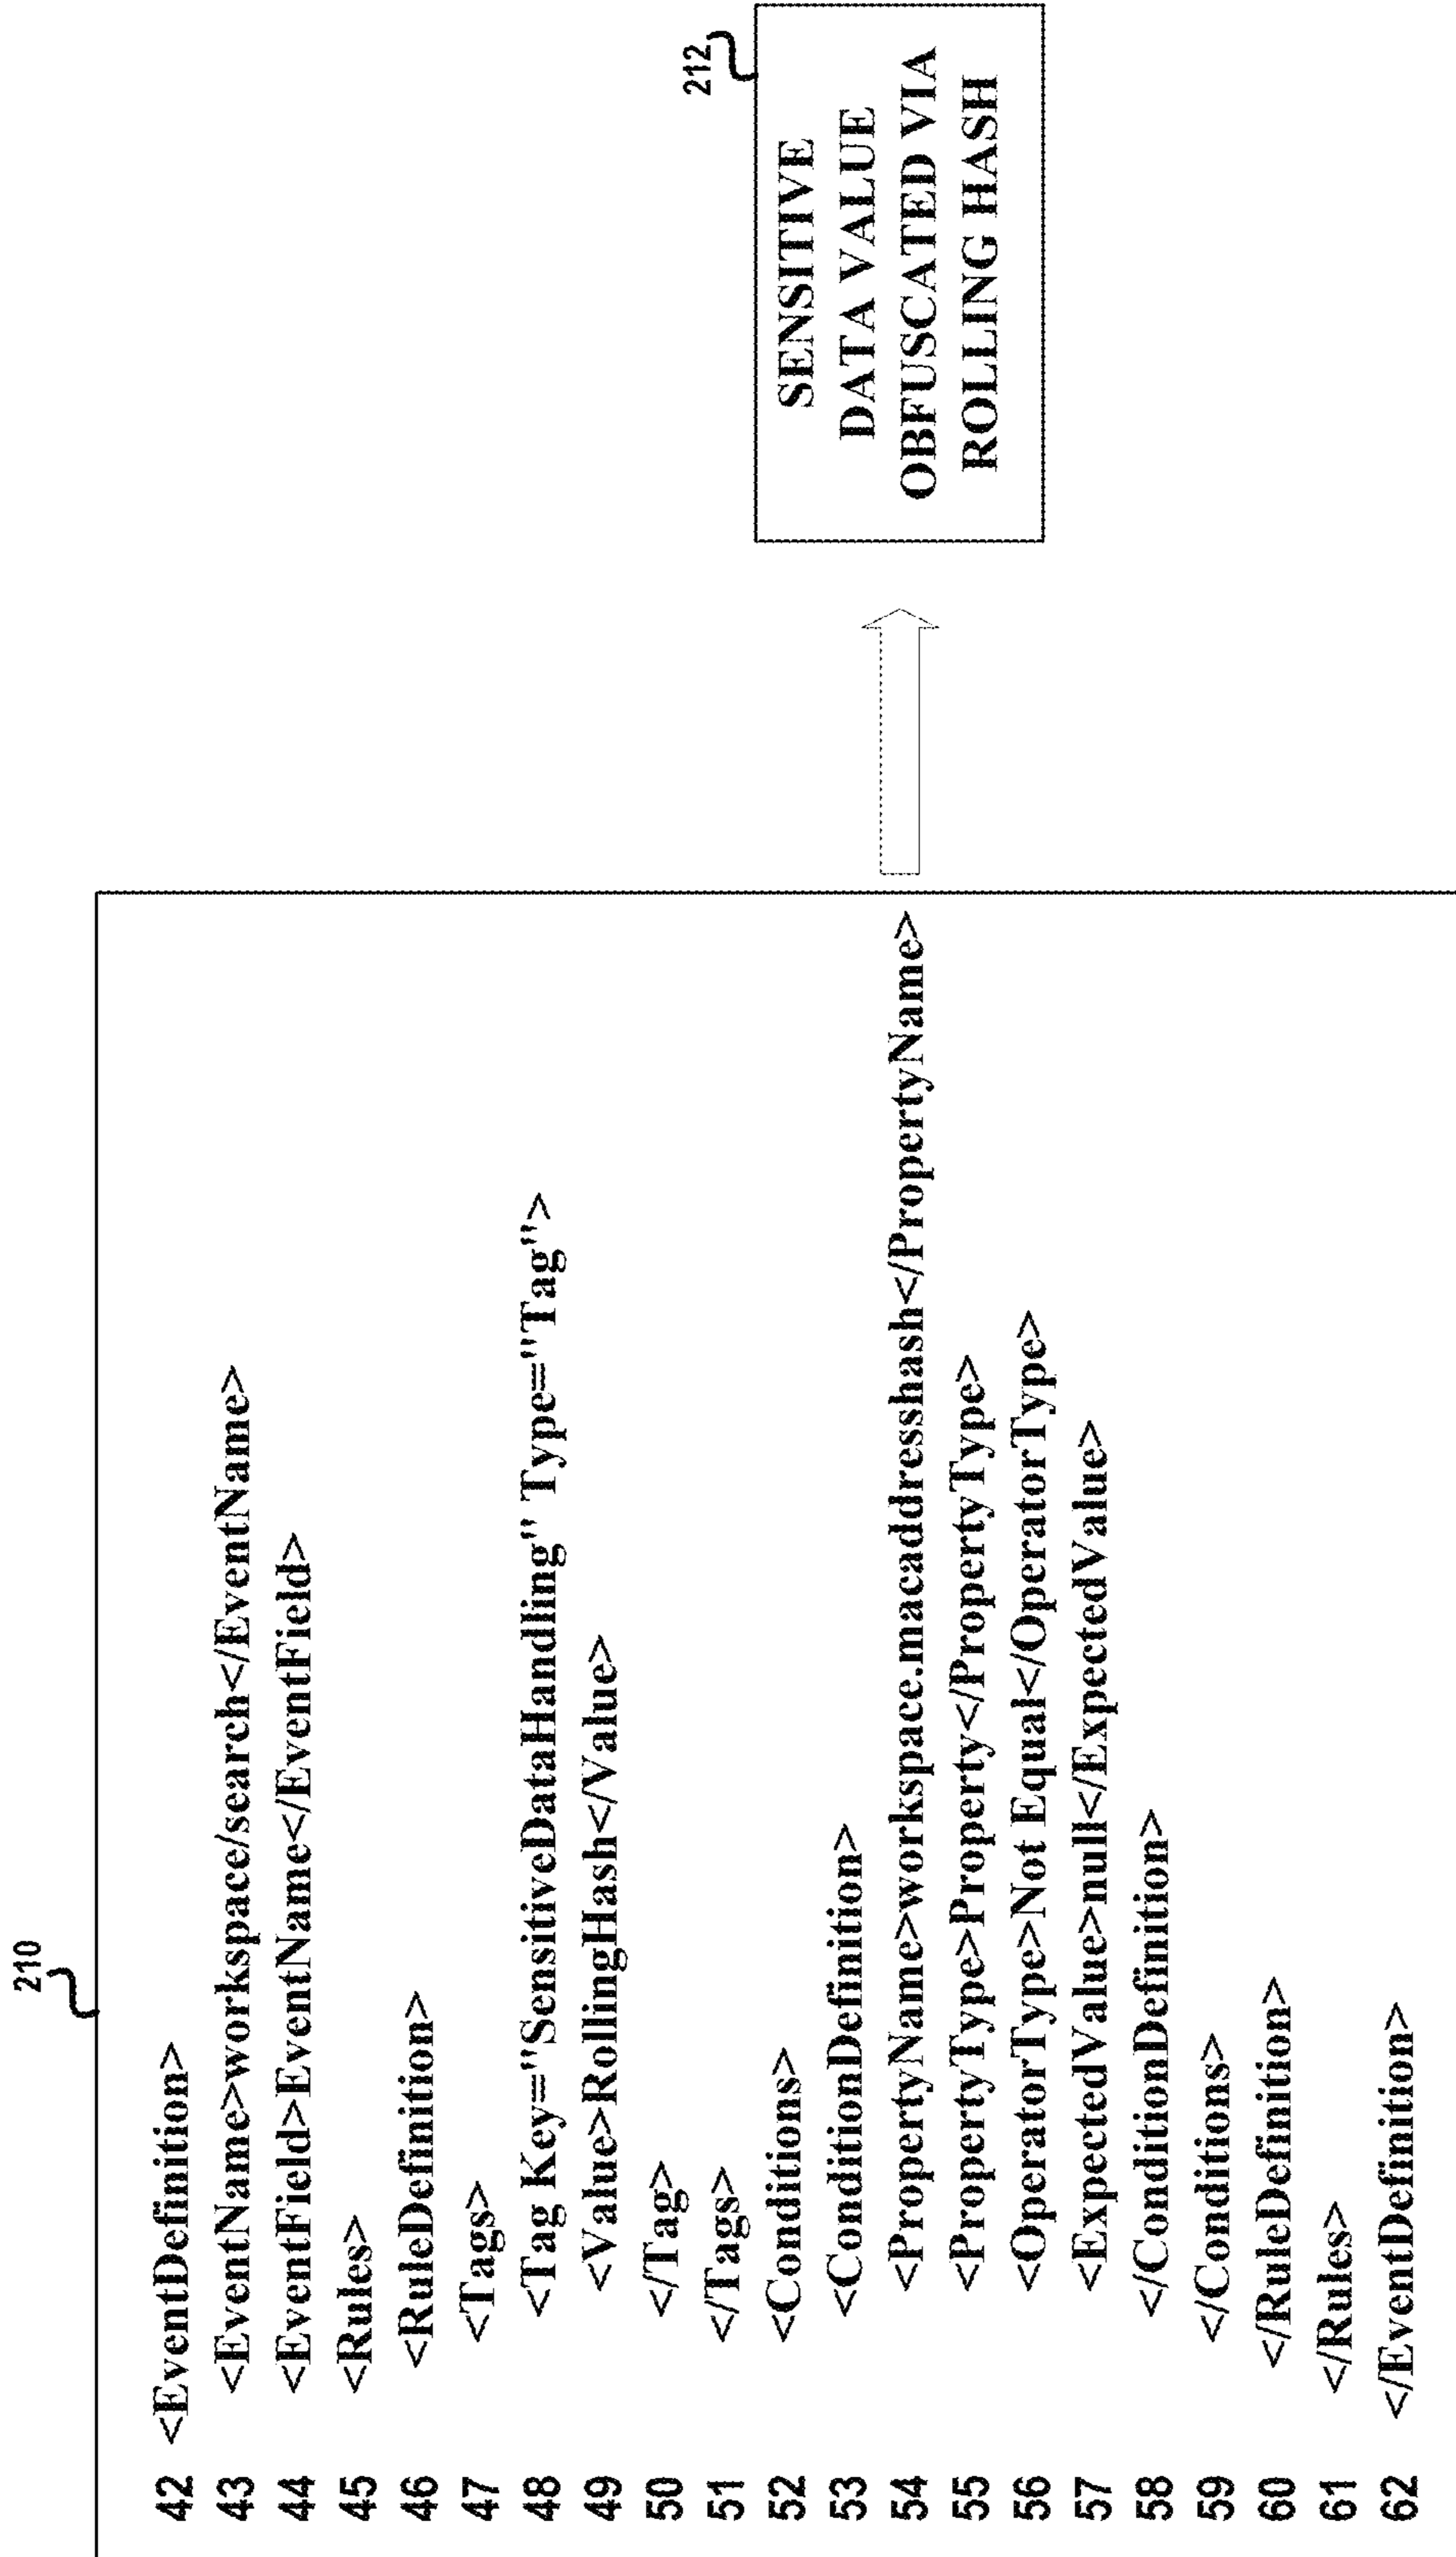 210
42 <EventDefinition>
43 <EventName>workspace/search</EventName>
44 <EventField>EventName</EventField>
45 <Rules>
46 <RuleDefinition>
47 <Tags>
48 <Tag Key="SensitiveDataHandling" Type="Tag">
49 <Value>RollingHash</Value>
50 </Tag>
51 </Tags>
52 <Conditions>
53 <ConditionDefinition>
54 <PropertyName>workspace.macaddresshash</PropertyName>
55 <PropertyType>Property</PropertyType>
56 <OperatorType>Not Equal</OperatorType>
57 <ExpectedValue>null</ExpectedValue>
58 </ConditionDefinition>
59 </Conditions>
60 </RuleDefinition>
61 </Rules>
62 </EventDefinition>
212
SENSITIVE
DATA VALUE
OBFUSCATED VIA
ROLLING HASH